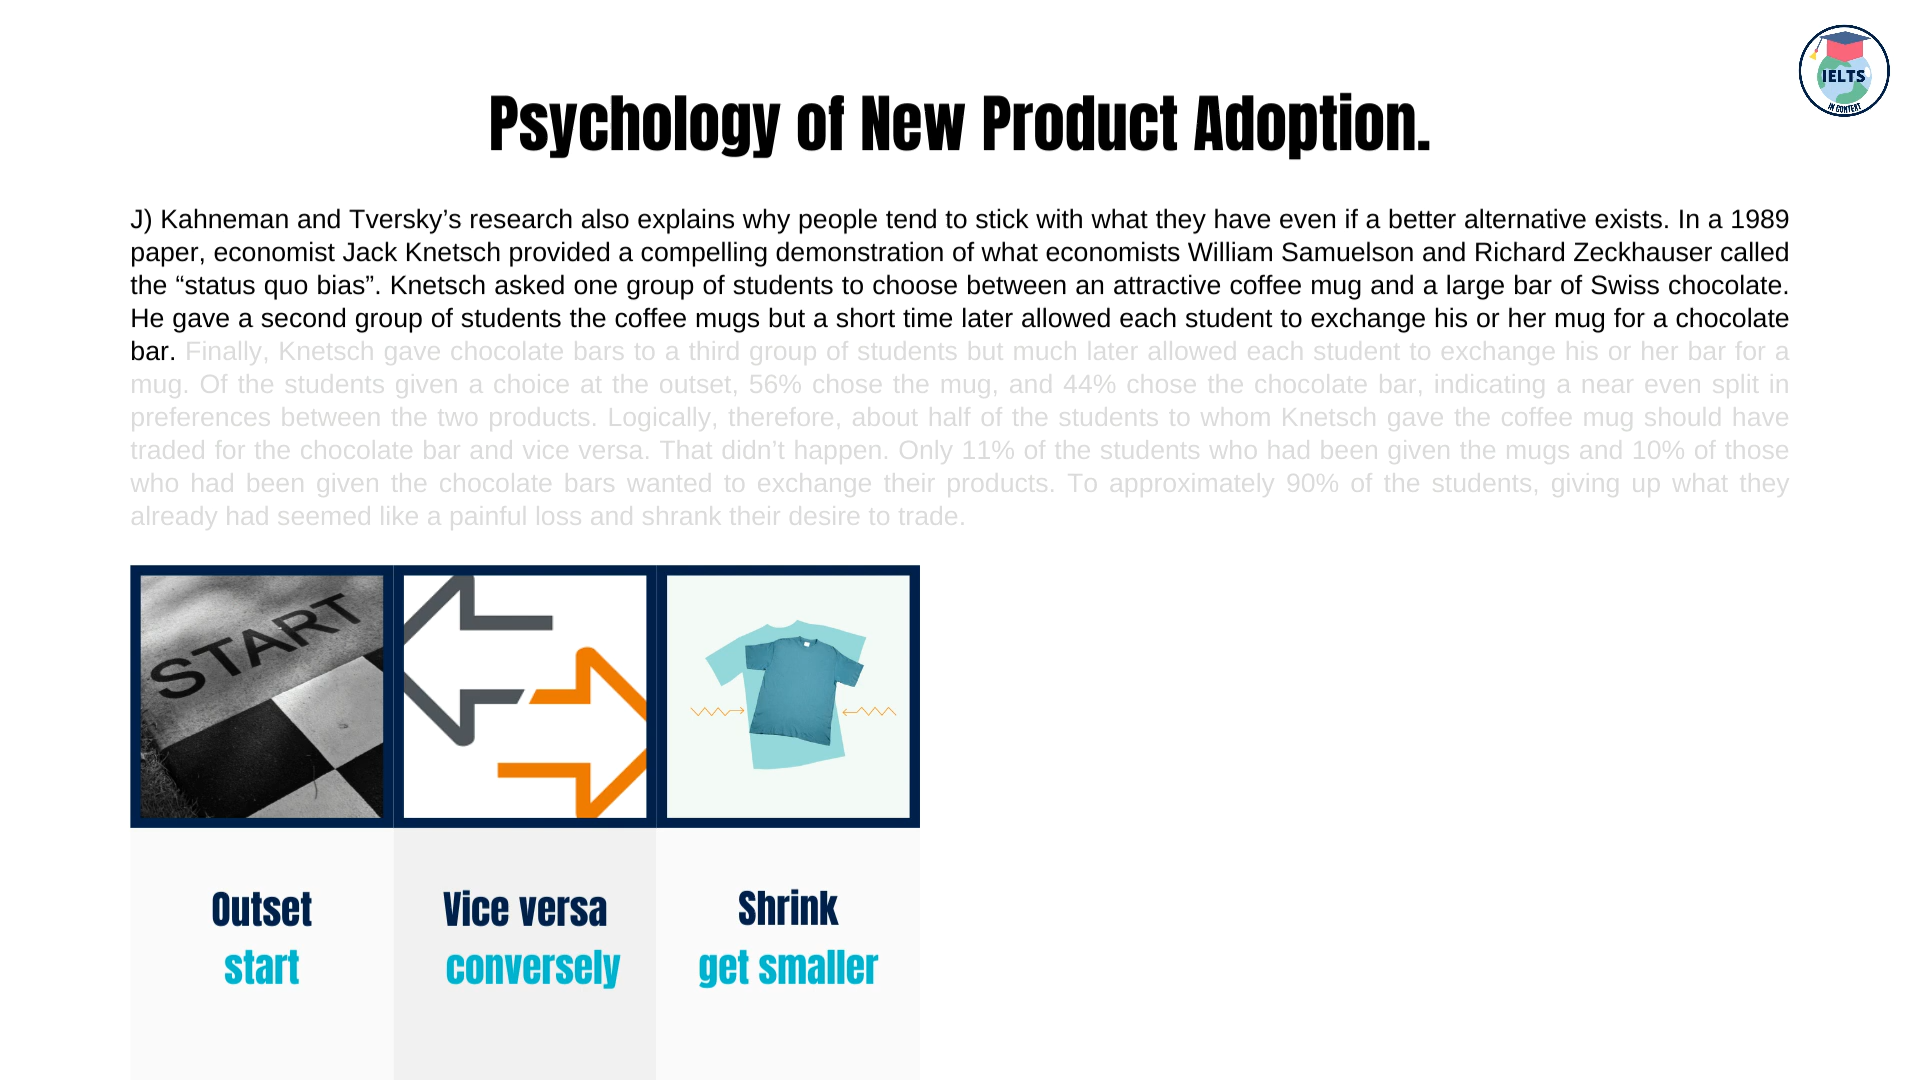 IELTS
IN CONTEXT
Psychology of New Product Adoption.
J) Kahneman and Tversky’s research also explains why people tend to stick with what they have even if a better alternative exists. In a 1989
paper, economist Jack Knetsch provided a compelling demonstration of what economists William Samuelson and Richard Zeckhauser called
the “status quo bias”. Knetsch asked one group of students to choose between an attractive coffee mug and a large bar of Swiss chocolate.
He gave a second group of students the coffee mugs but a short time later allowed each student to exchange his or her mug for a chocolate
bar. Finally, Knetsch gave chocolate bars to a third group of students but much later allowed each student to exchange his or her bar for a
mug. Of the students given a choice at the outset, 56% chose the mug, and 44% chose the chocolate bar, indicating a near even split in
preferences between the two products. Logically, therefore, about half of the students to whom Knetsch gave the coffee mug should have
traded for the chocolate bar and vice versa. That didn’t happen. Only 11% of the students who had been given the mugs and 10% of those
who had been given the chocolate bars wanted to exchange their products. To approximately 90% of the students, giving up what they
already had seemed like a painful loss and shrank their desire to trade.
START
Outset
start
Vice versa
conversely
Shrink
get smaller